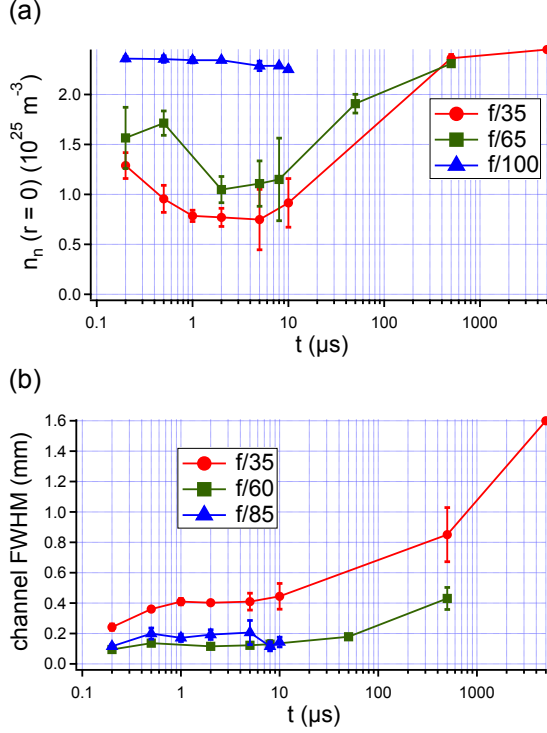 (a)
n_n (r = 0) (10^25 m^-3)
2.0
1.5
1.0
0.5
0.0
f/35
f/65
f/100
0.1
1
10
100
1000
t (μs)
(b)
channel FWHM (mm)
1.6
1.4
1.2
1.0
0.8
0.6
0.4
0.2
0.0
f/35
f/60
f/85
0.1
1
10
100
1000
t (μs)